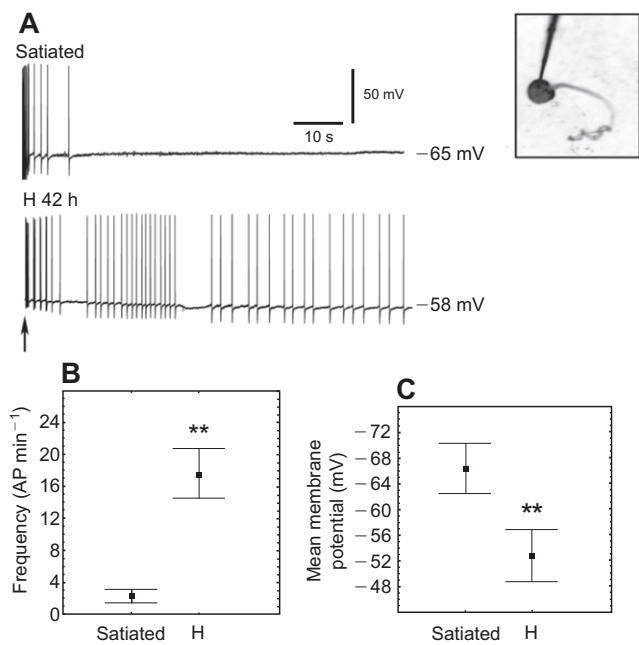 A
Satiated
50 mV
10 s
−65 mV
H 42 h
−58 mV
B
Frequency (AP min−1)
28
24
20
16
12
8
4
0
**
Satiated
H
C
Mean membrane
potential (mV)
−72
−68
−64
−60
−56
−52
−48
**
Satiated
H